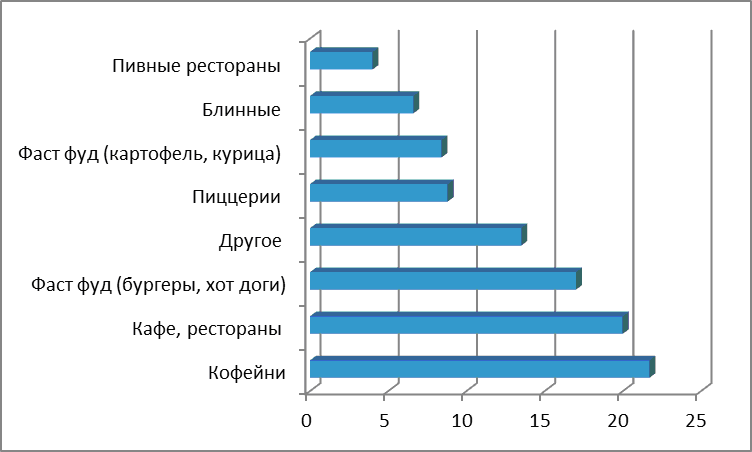 Пивные рестораны
Блинные
Фаст фуд (картофель, курица)
Пиццерии
Другое
Фаст фуд (бургеры, хот доги)
Кафе, рестораны
Кофейни
0 5 10 15 20 25